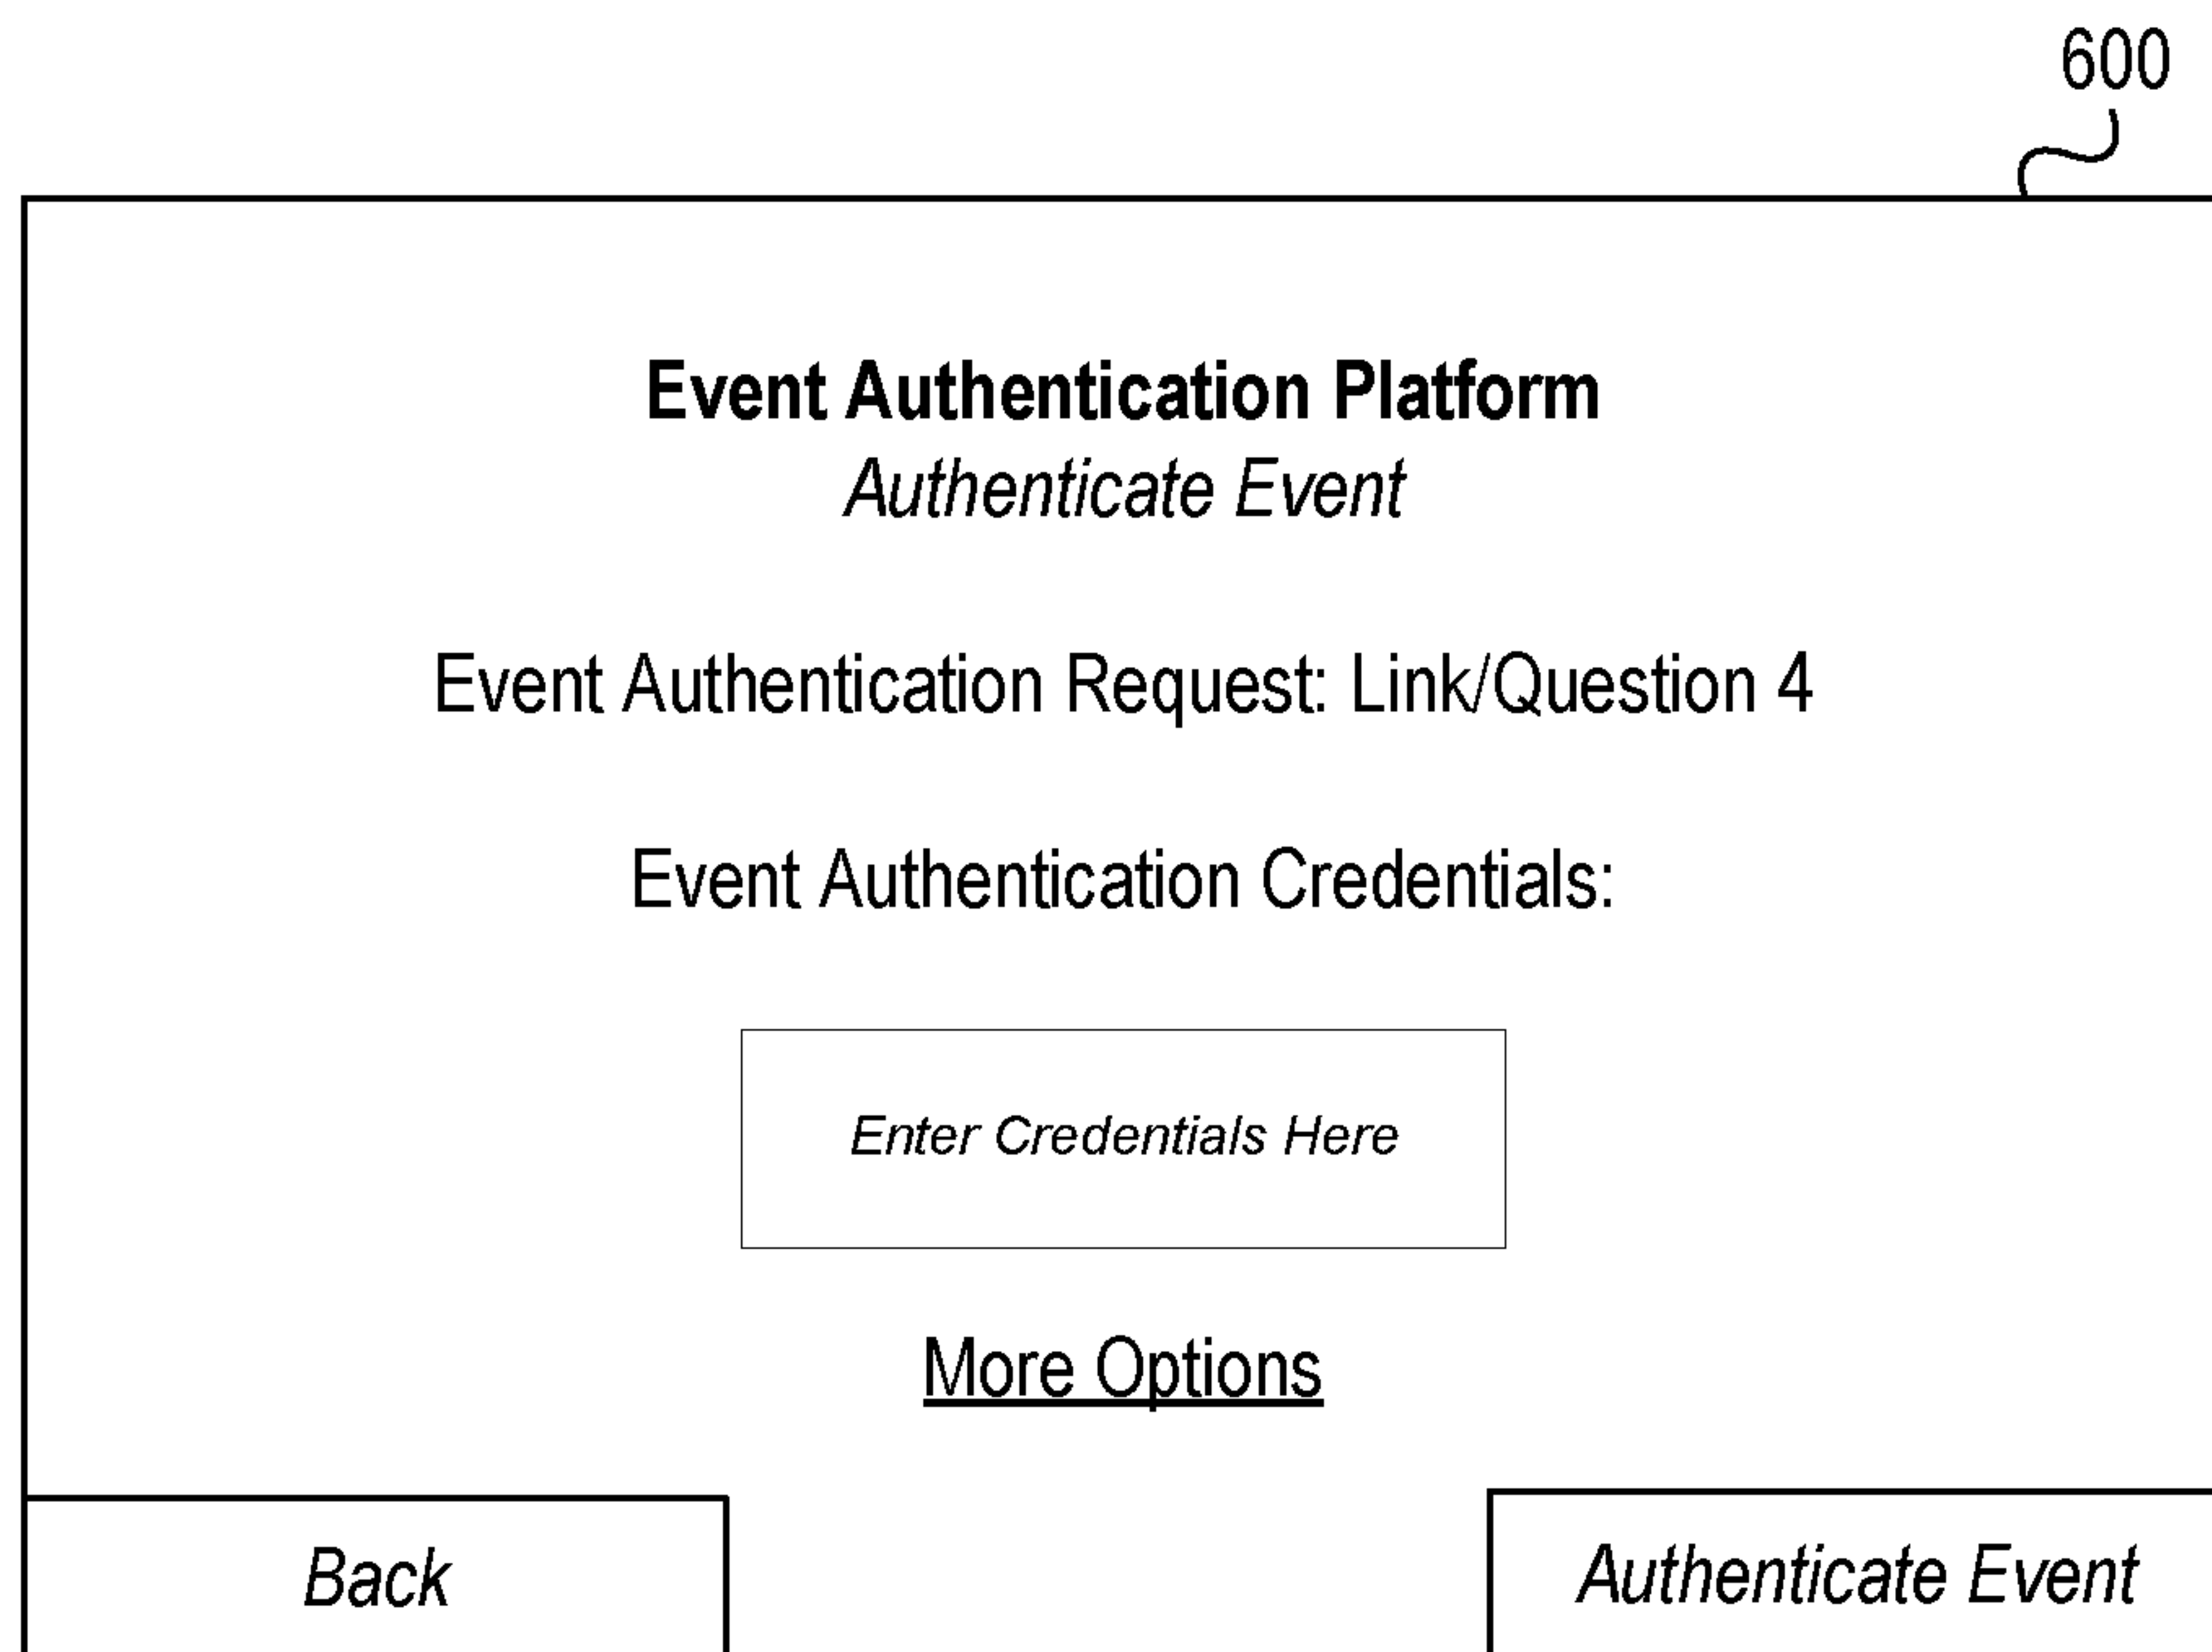 600
Event Authentication Platform
Authenticate Event
Event Authentication Request: Link/Question 4
Event Authentication Credentials:
Enter Credentials Here
More Options
Back
Authenticate Event